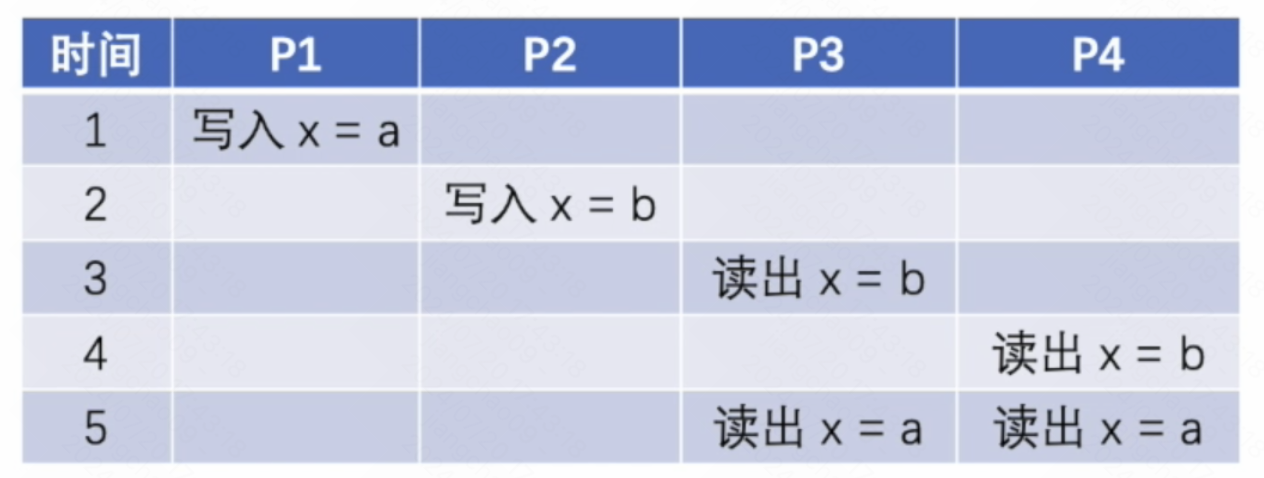 时间 P1 P2 P3 P4
1 写入 x = a
2 写入 x = b
3 读出 x = b
4 读出 x = b
5 读出 x = a 读出 x = a